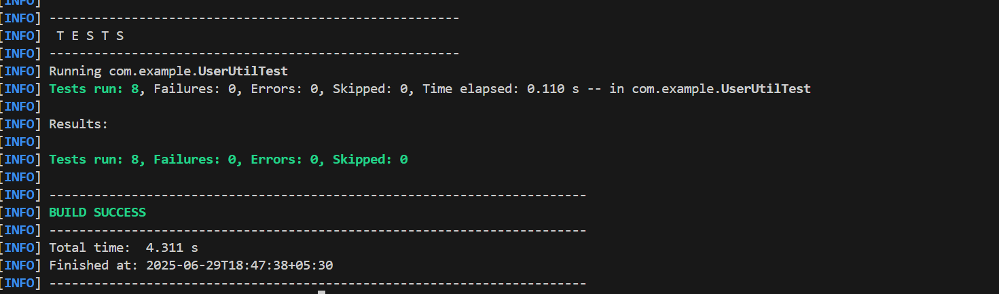 [INFO]
[INFO] -------------------------------------------------------
[INFO]  T E S T S
[INFO] -------------------------------------------------------
[INFO] Running com.example.UserUtilTest
[INFO] Tests run: 8, Failures: 0, Errors: 0, Skipped: 0, Time elapsed: 0.110 s -- in com.example.UserUtilTest
[INFO]
[INFO] Results:
[INFO]
[INFO] Tests run: 8, Failures: 0, Errors: 0, Skipped: 0
[INFO]
[INFO] ------------------------------------------------------------------------
[INFO] BUILD SUCCESS
[INFO] ------------------------------------------------------------------------
[INFO] Total time:  4.311 s
[INFO] Finished at: 2025-06-29T18:47:38+05:30
[INFO] ------------------------------------------------------------------------